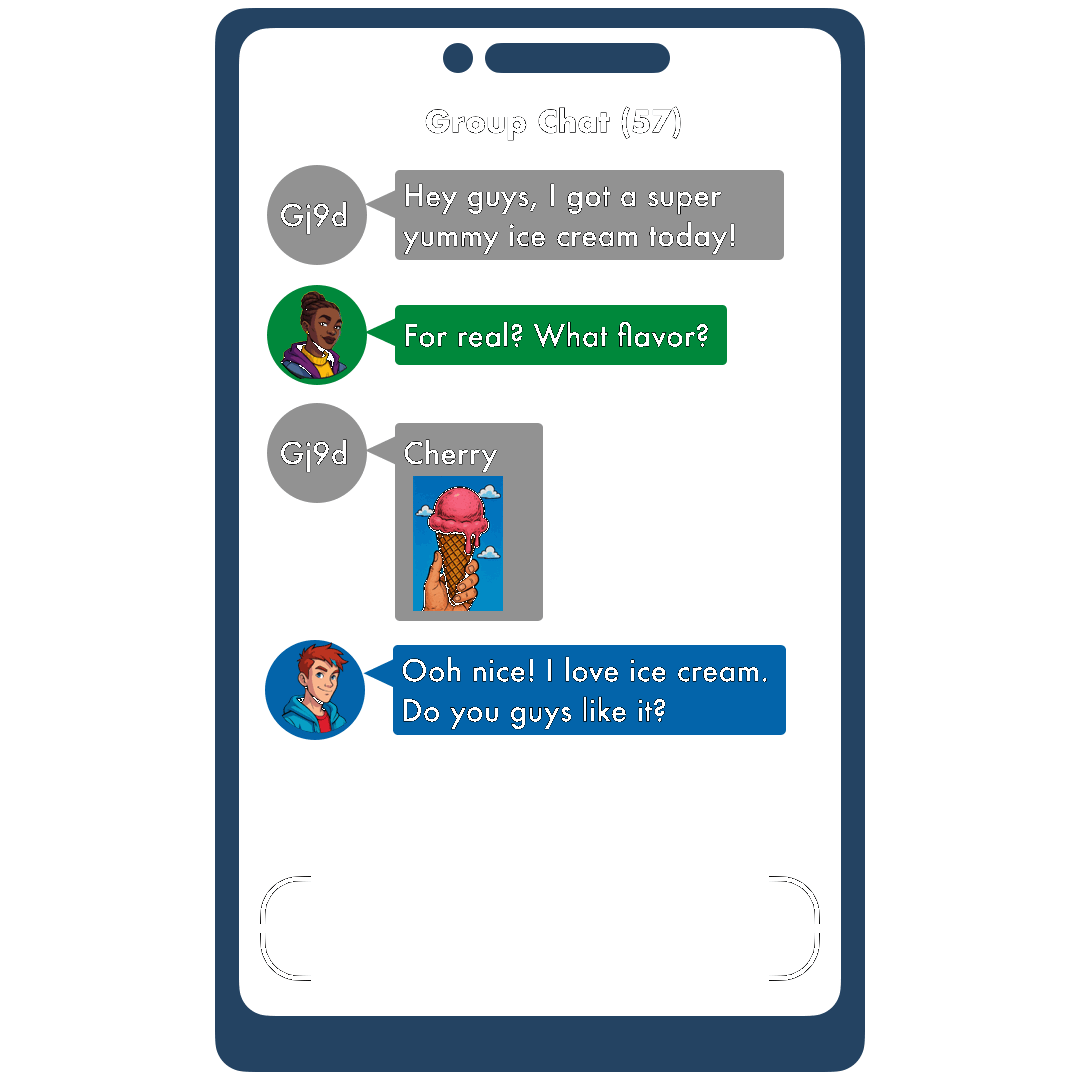 Group Chat (57)
Gj9d
Hey guys, I got a super
yummy ice cream today!
For real? What flavor?
Gj9d
Cherry
Ooh nice! I love ice cream.
Do you guys like it?